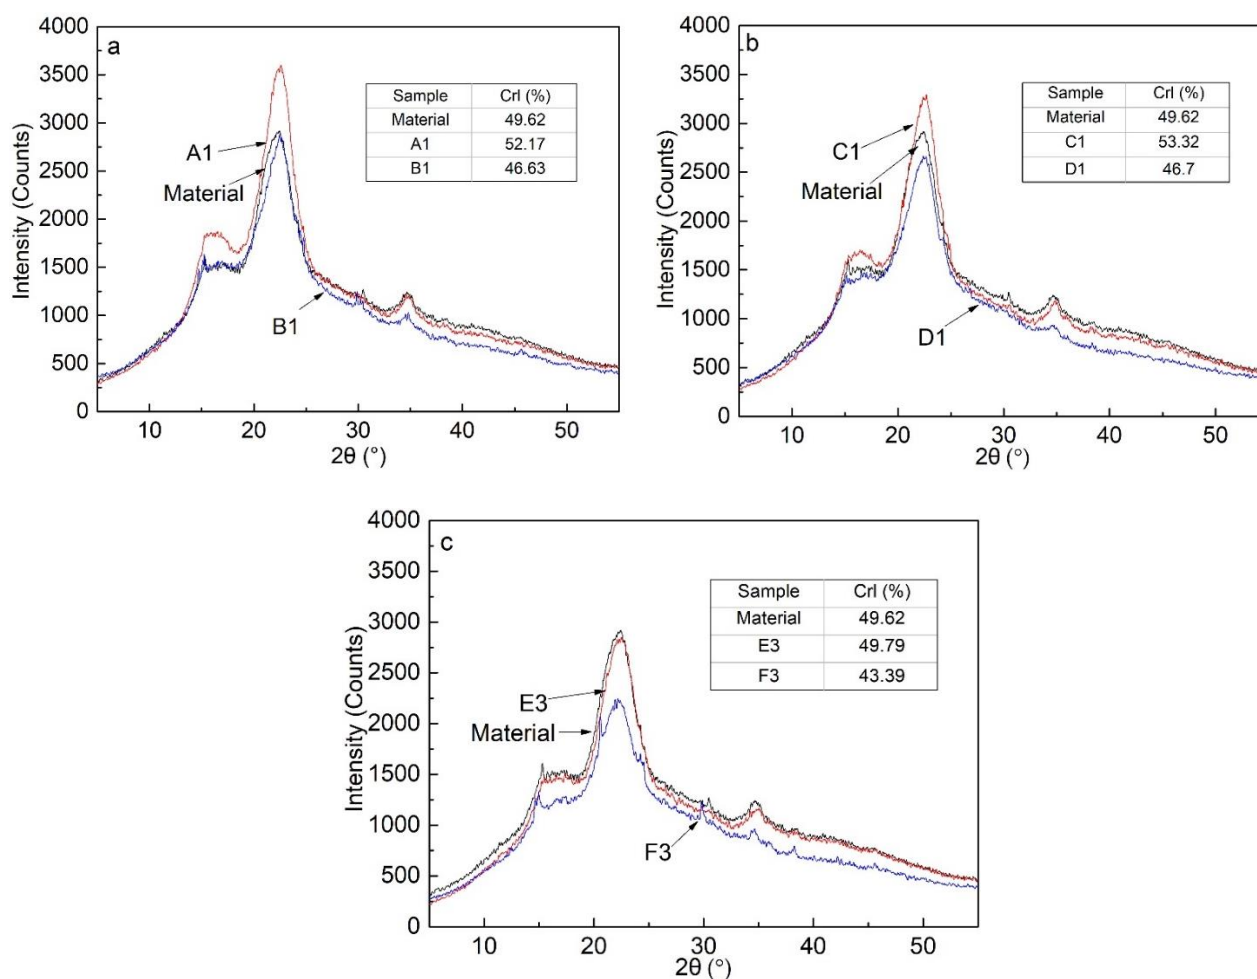 a
Intensity (Counts)
4000
3500
3000
2500
2000
1500
1000
500
0
10 20 30 40 50
2θ (°)
Sample CrI (%)
Material 49.62
A1 52.17
B1 46.63
A1
Material
B1
b
Intensity (Counts)
4000
3500
3000
2500
2000
1500
1000
500
0
10 20 30 40 50
2θ (°)
Sample CrI (%)
Material 49.62
C1 53.32
D1 46.7
C1
Material
D1
c
Intensity (Counts)
4000
3500
3000
2500
2000
1500
1000
500
0
10 20 30 40 50
2θ (°)
Sample CrI (%)
Material 49.62
E3 49.79
F3 43.39
E3
Material
F3